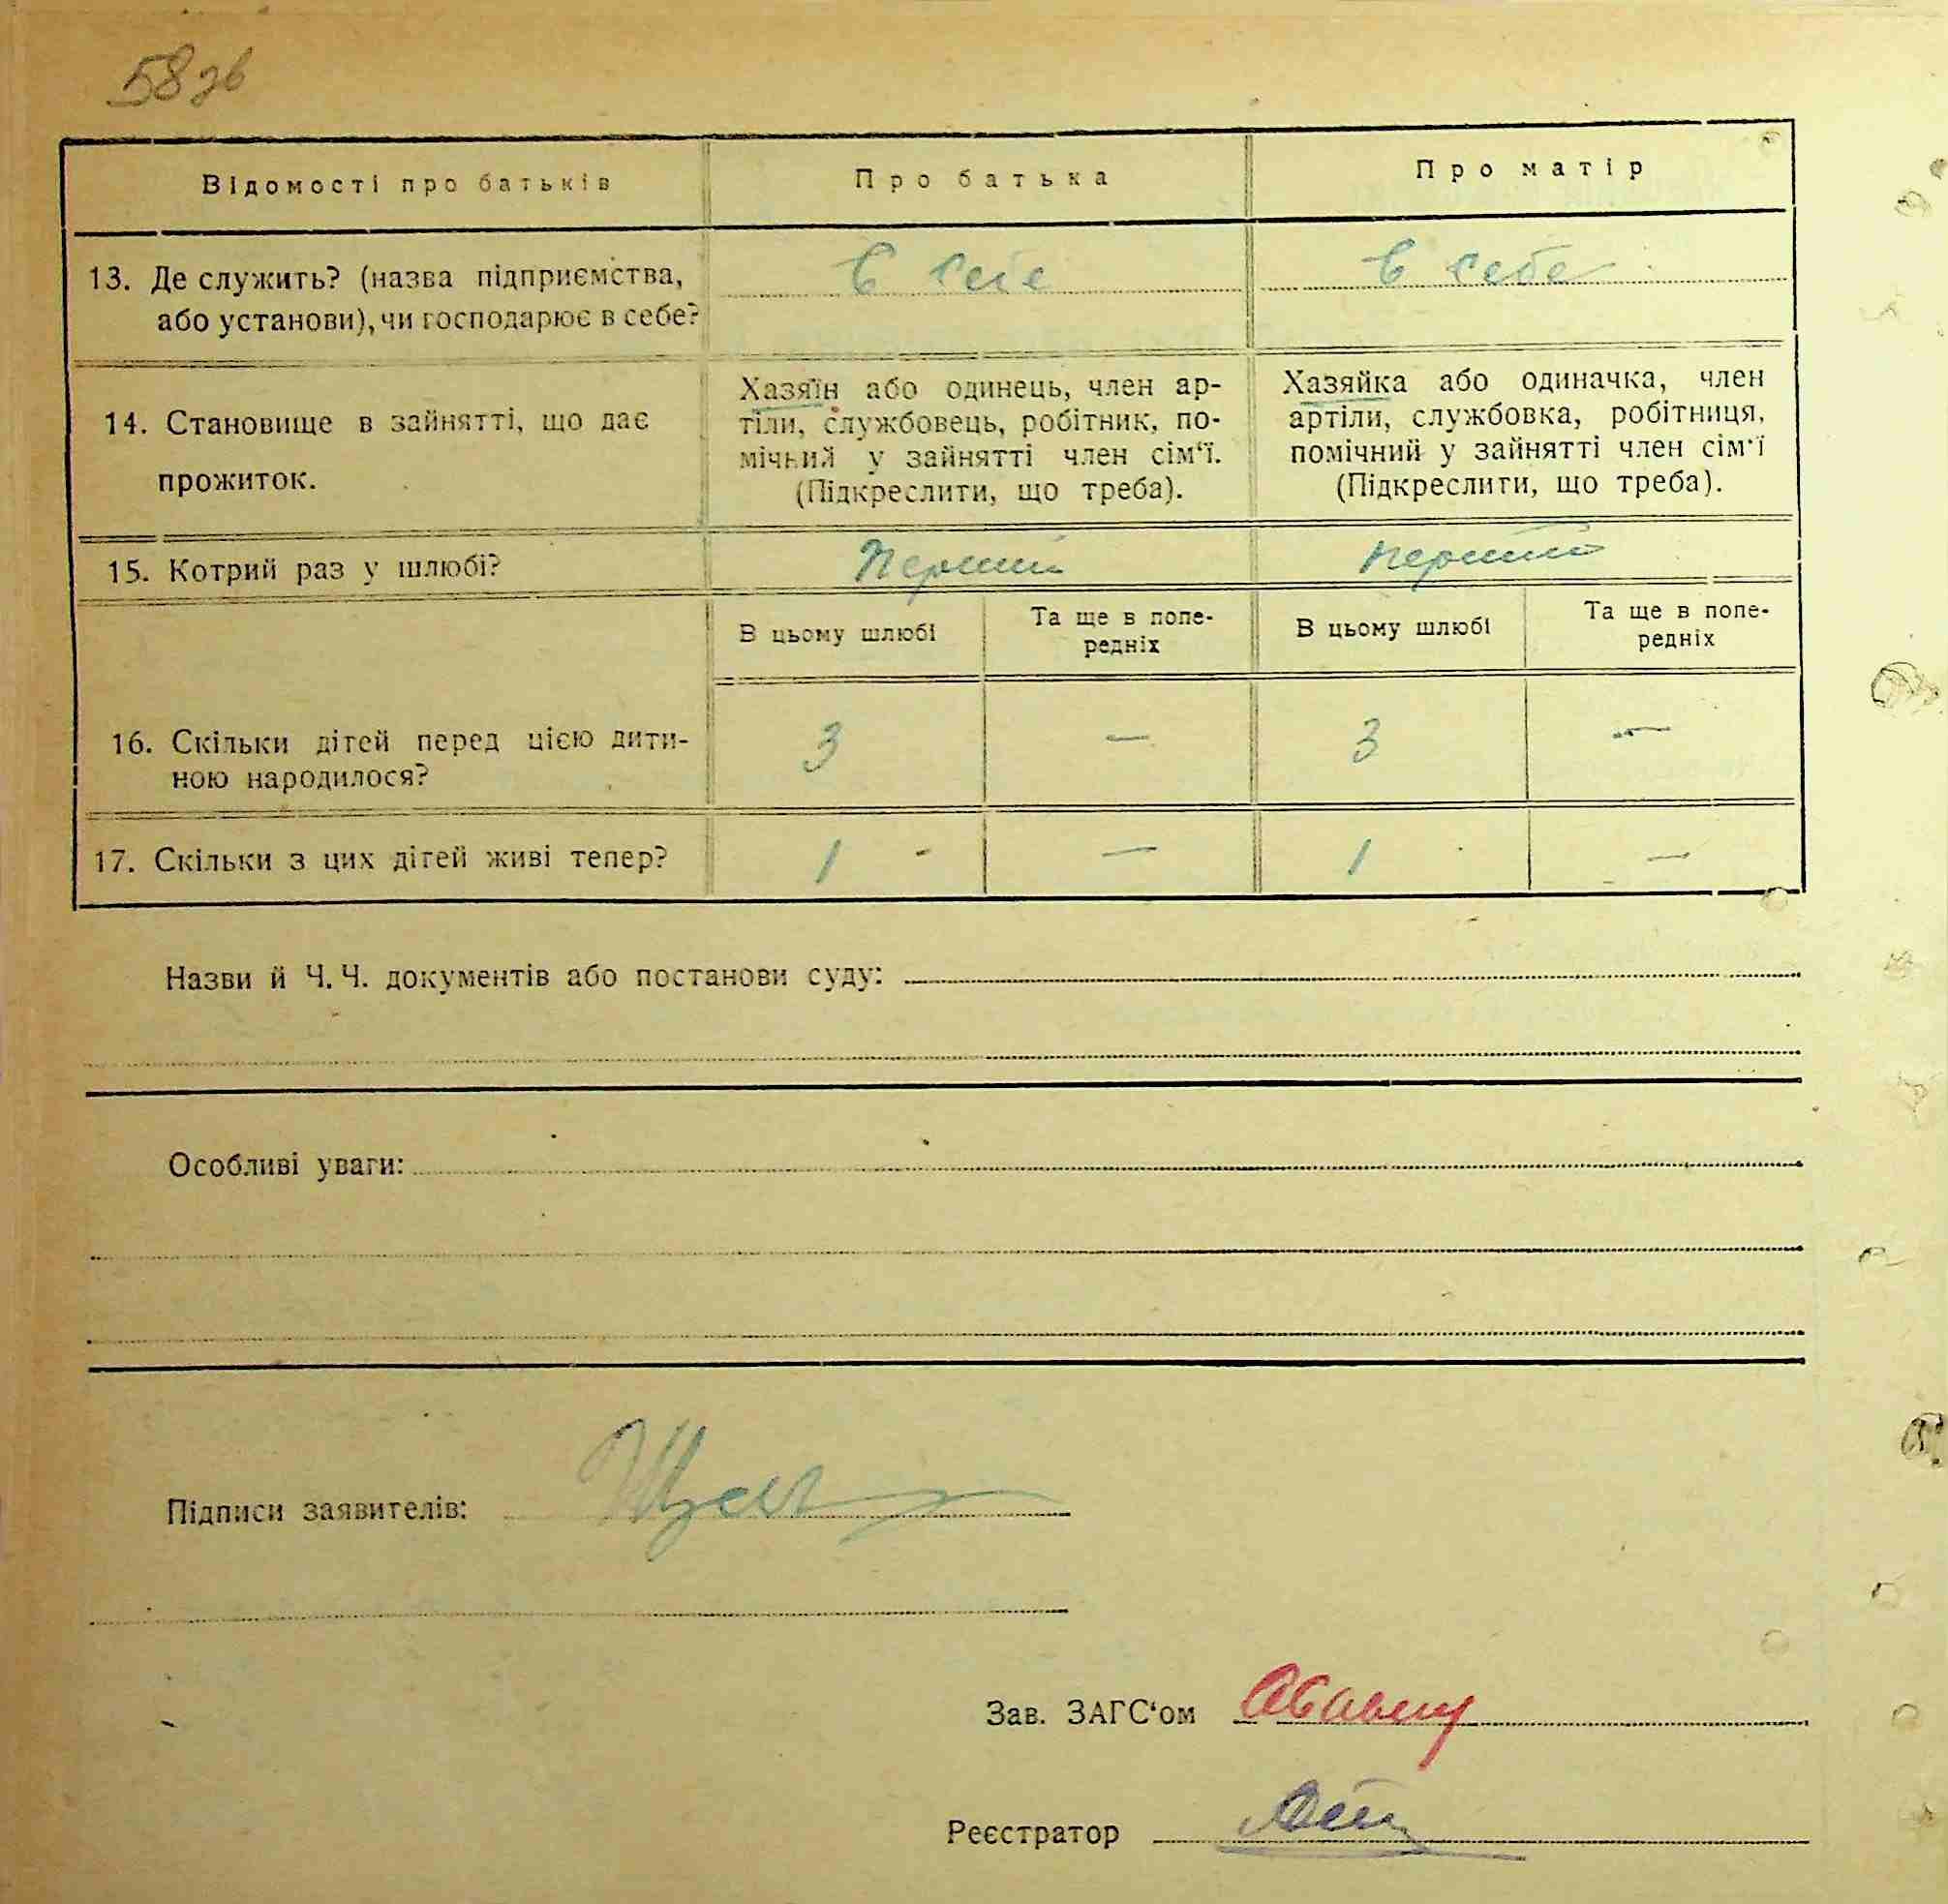 58 зв
Відомості про батьків
Про батька
Про матір
13. Де служить? (назва підприємства,
або установи), чи господарює в себе?
в себе
в себе
14. Становище в зайнятті, що дає
прожиток.
Хазяїн або одинець, член ар-
тіли, службовець, робітник, по-
мічний у зайнятті член сім‘ї.
(Підкреслити, що треба).
Хазяйка або одиначка, член
артіли, службовка, робітниця,
помічний у зайнятті член сім‘ї
(Підкреслити, що треба).
15. Котрий раз у шлюбі?
перший
перший
В цьому шлюбі
Та ще в попе-
редніх
В цьому шлюбі
Та ще в попе-
редніх
16. Скільки дітей перед цією дити-
ною народилося?
3
—
3
—
17. Скільки з цих дітей живі тепер?
1
—
1
—
Назви й Ч. Ч. документів або постанови суду:
Особливі уваги:
Підписи заявителів:
Зав. ЗАГС‘ом
Реєстратор